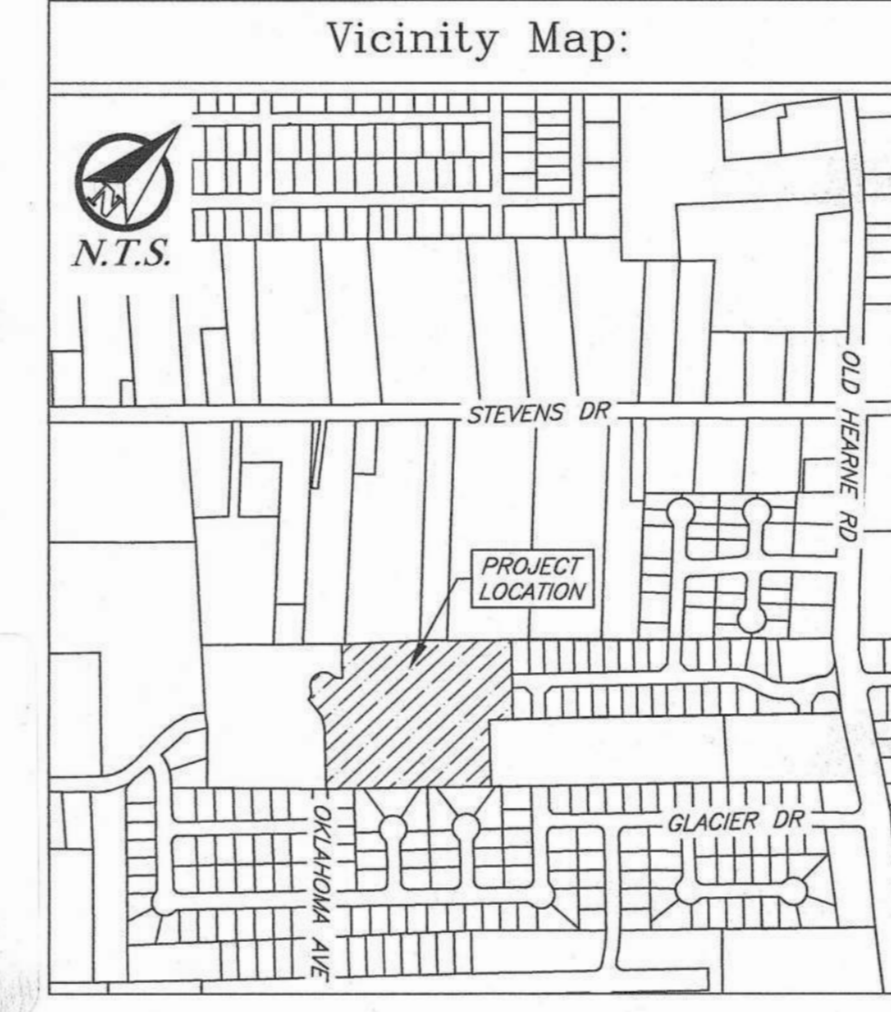 Vicinity Map:
N
N.T.S.
STEVENS DR
OLD HEARNE RD
PROJECT
LOCATION
OKLAHOMA AVE
GLACIER DR